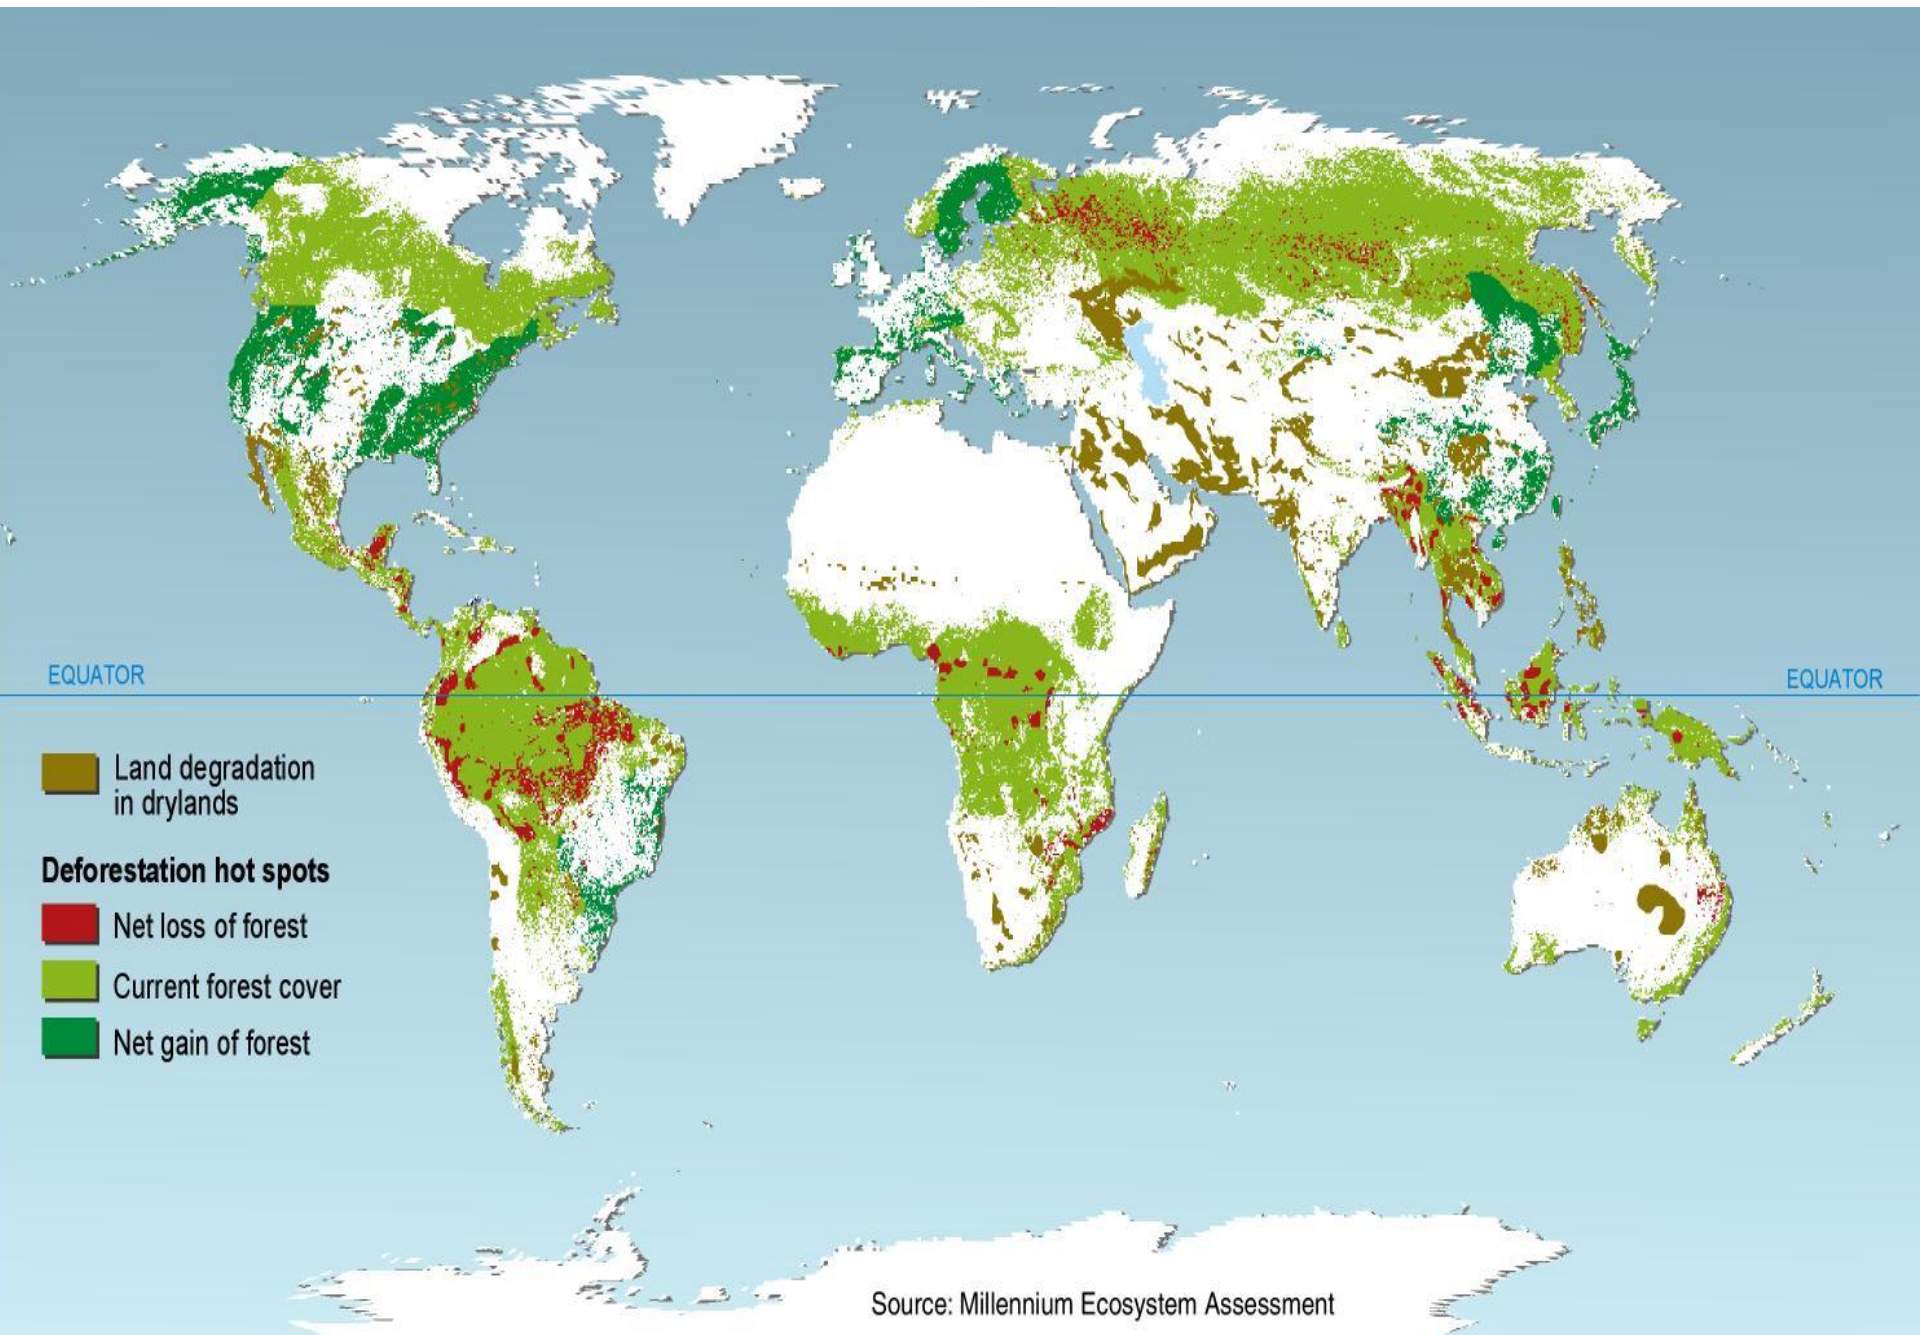 EQUATOR
EQUATOR
Land degradation
in drylands
Deforestation hot spots
Net loss of forest
Current forest cover
Net gain of forest
Source: Millennium Ecosystem Assessment